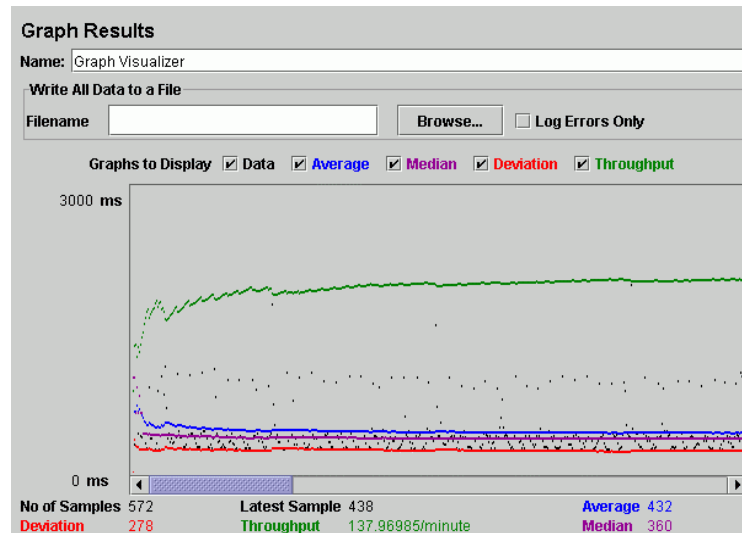 Graph Results
Name: Graph Visualizer
Write All Data to a File
Filename Browse... Log Errors Only
Graphs to Display Data Average Median Deviation Throughput
3000 ms
0 ms
No of Samples 572 Latest Sample 438 Average 432
Deviation 278 Throughput 137.96985/minute Median 360